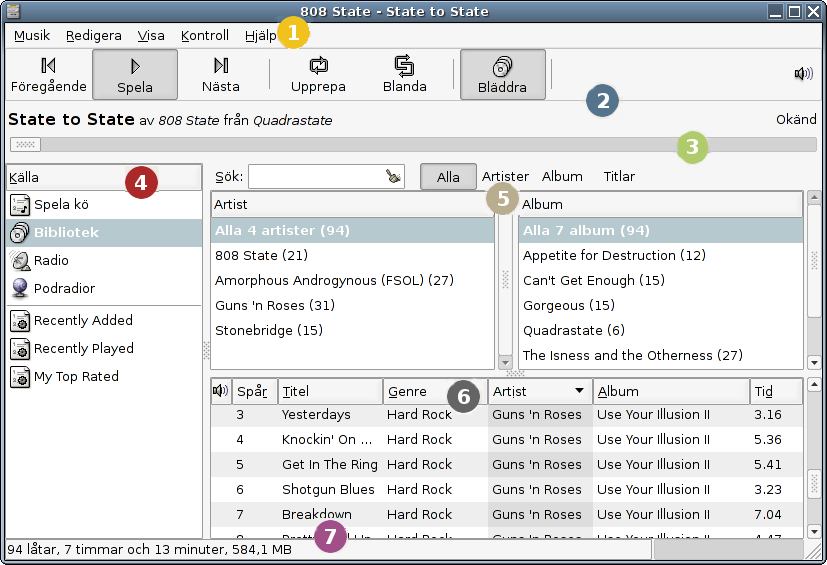 808 State - State to State
Musik Redigera Visa Kontroll Hjälp 1
Föregående Spela Nästa Upprepa Blanda Bläddra
2
State to State av 808 State från Quadrastate Okänd
3
Källa 4
Sök: Alla Artister Album Titlar
Spela kö
Bibliotek
Radio
Podradior
Recently Added
Recently Played
My Top Rated
5
Artist Album
Alla 4 artister (94) Alla 7 album (94)
808 State (21) Appetite for Destruction (12)
Amorphous Androgynous (FSOL) (27) Can't Get Enough (15)
Guns 'n Roses (31) Gorgeous (15)
Stonebridge (15) Quadrastate (6)
The Isness and the Otherness (27)
Spår Titel Genre 6 Artist Album Tid
3 Yesterdays Hard Rock Guns 'n Roses Use Your Illusion II 3.16
4 Knockin' On ... Hard Rock Guns 'n Roses Use Your Illusion II 5.36
5 Get In The Ring Hard Rock Guns 'n Roses Use Your Illusion II 5.41
6 Shotgun Blues Hard Rock Guns 'n Roses Use Your Illusion II 3.23
7 Breakdown Hard Rock Guns 'n Roses Use Your Illusion II 7.04
7
94 låtar, 7 timmar och 13 minuter, 584,1 MB